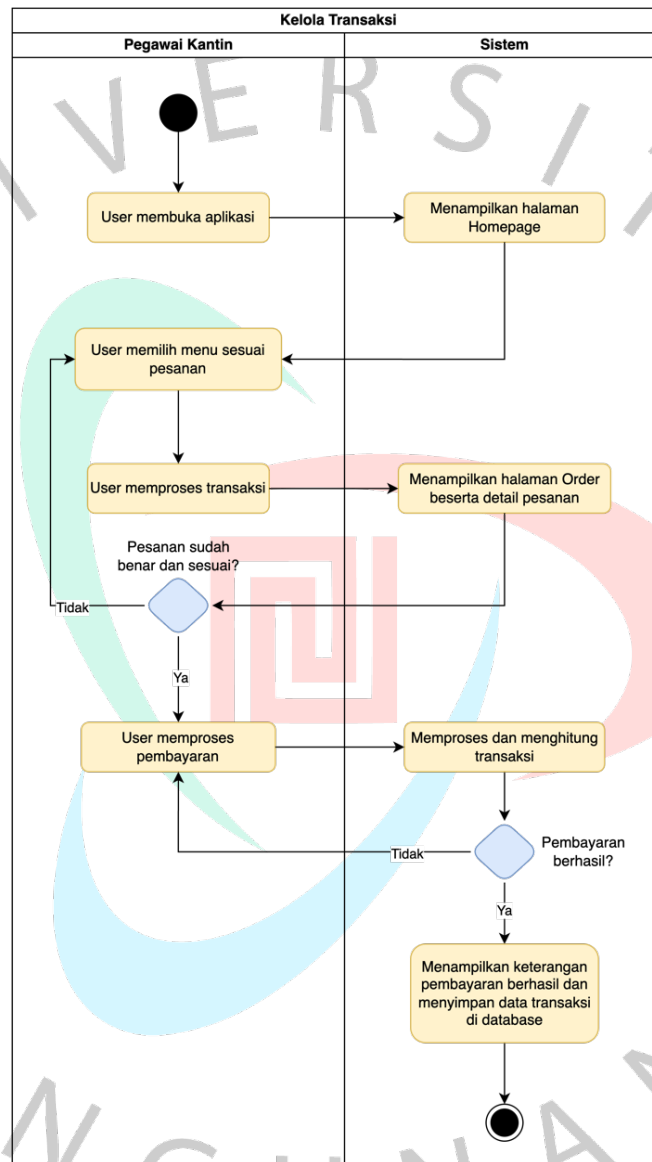 Kelola Transaksi
Pegawai Kantin
Sistem
User membuka aplikasi
Menampilkan halaman
Homepage
User memilih menu sesuai
pesanan
User memproses transaksi
Menampilkan halaman Order
beserta detail pesanan
Pesanan sudah
benar dan sesuai?
Tidak
Ya
User memproses
pembayaran
Memproses dan menghitung
transaksi
Tidak
Pembayaran
berhasil?
Ya
Menampilkan keterangan
pembayaran berhasil dan
menyimpan data transaksi
di database